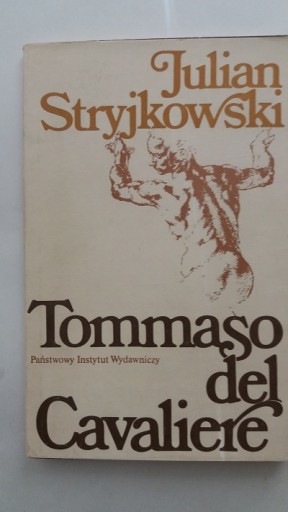 Julian
Stryjkowski
Tommaso
Państwowy Instytut Wydawniczy
del
Cavaliere